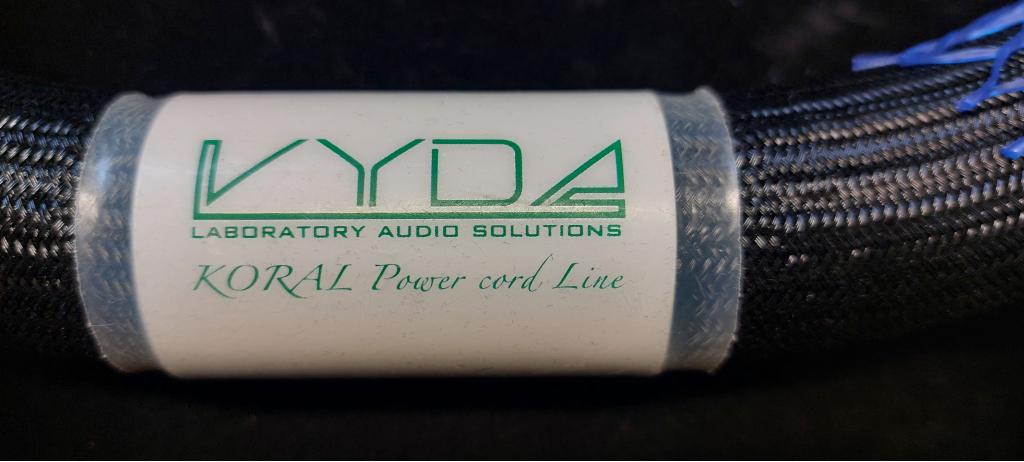 VYDA
LABORATORY AUDIO SOLUTIONS
KORAL Power cord Line